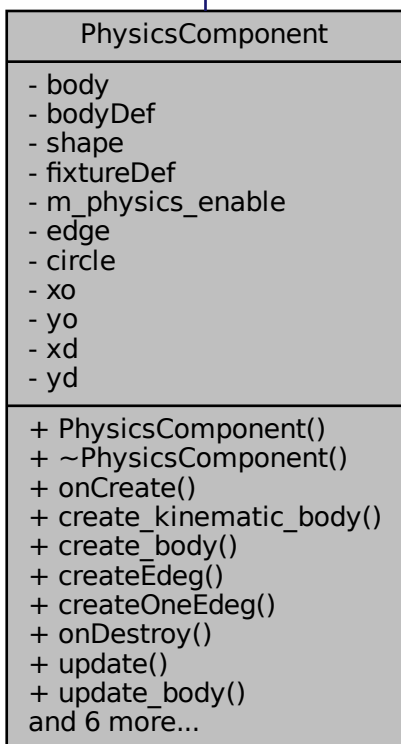 PhysicsComponent
- body
- bodyDef
- shape
- fixtureDef
- m_physics_enable
- edge
- circle
- xo
- yo
- xd
- yd
+ PhysicsComponent()
+ ~PhysicsComponent()
+ onCreate()
+ create_kinematic_body()
+ create_body()
+ createEdeg()
+ createOneEdeg()
+ onDestroy()
+ update()
+ update_body()
and 6 more...